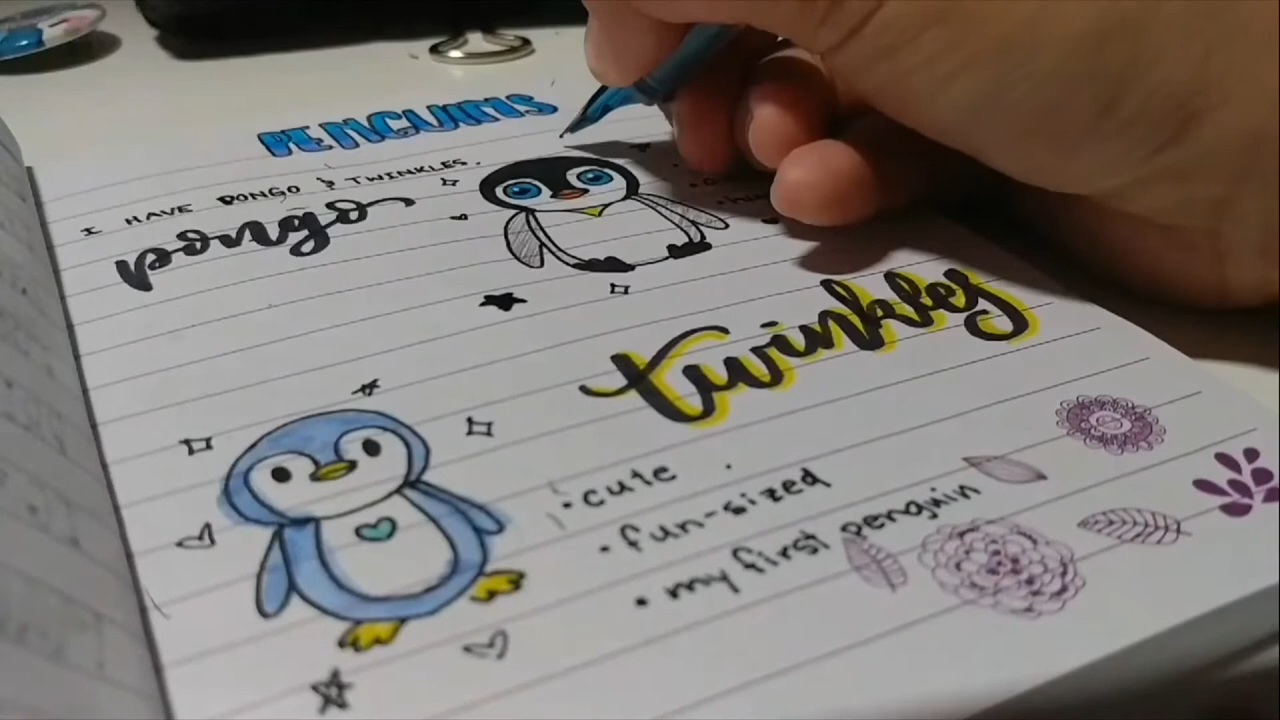 PENGUINS
I HAVE PONGO & TWINKLES.
pongo
twinkles
• cute
• fun-sized
• my first penguin